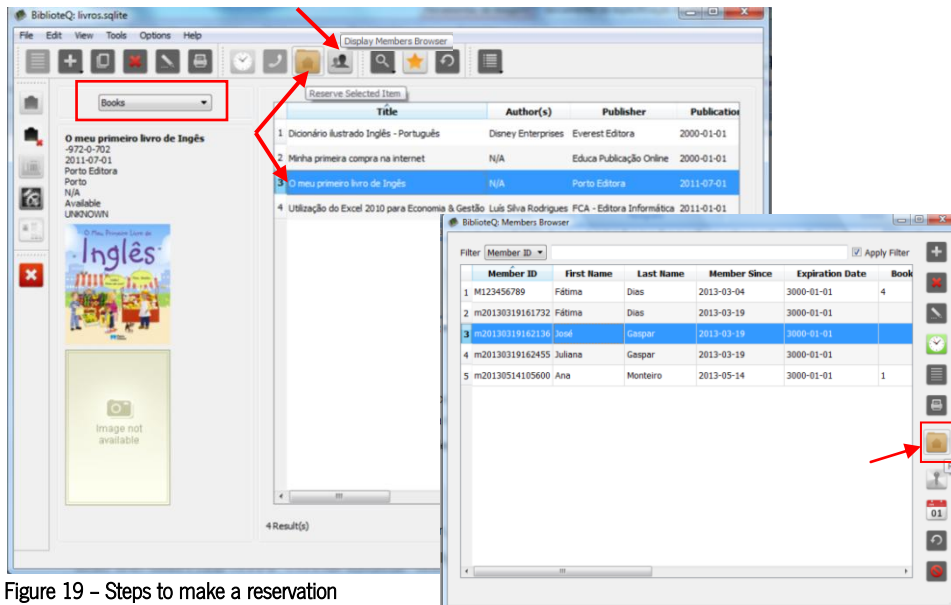 BiblioteQ: livros.sqlite
File Edit View Tools Options Help
Display Members Browser
Reserve Selected Item
Books
O meu primeiro livro de Inglês
-972-0-702
2011-07-01
Porto Editora
Porto
N/A
Available
UNKNOWN
O Meu Primeiro Livro de
Inglês
Image not
available
Title Author(s) Publisher Publication
1 Dicionário ilustrado Inglês - Português Disney Enterprises Everest Editora 2000-01-01
2 Minha primeira compra na internet N/A Educa Publicação Online 2000-01-01
3 O meu primeiro livro de Inglês N/A Porto Editora 2011-07-01
4 Utilização do Excel 2010 para Economia & Gestão Luís Silva Rodrigues FCA - Editora Informática 2011-01-01
4 Result(s)
BiblioteQ: Members Browser
Filter Member ID Apply Filter
Member ID First Name Last Name Member Since Expiration Date Book
1 M123456789 Fátima Dias 2013-03-04 3000-01-01 4
2 m20130319161732 Fátima Dias 2013-03-19 3000-01-01
3 m20130319162136 José Gaspar 2013-03-19 3000-01-01
4 m20130319162455 Juliana Gaspar 2013-03-19 3000-01-01
5 m20130514105600 Ana Monteiro 2013-05-14 3000-01-01 1
01
Figure 19 – Steps to make a reservation